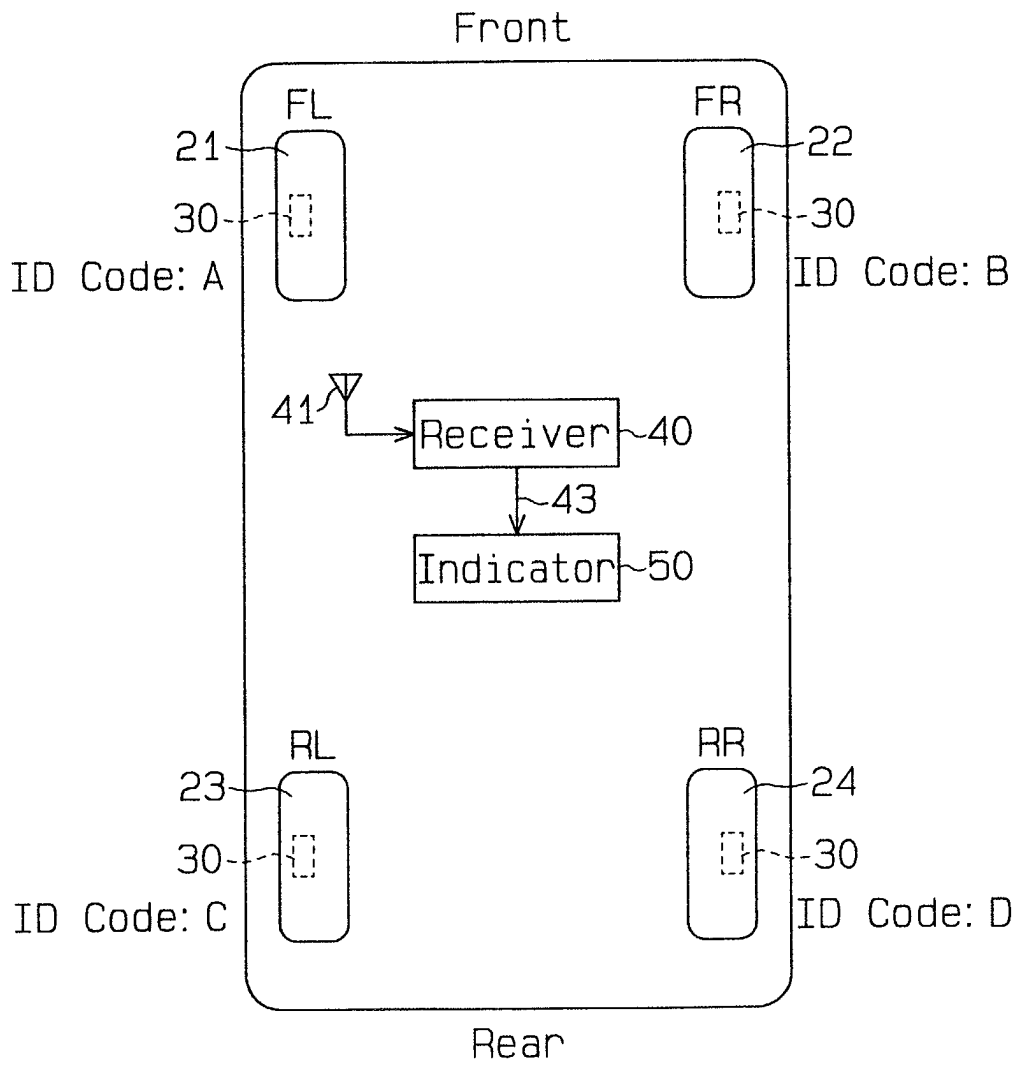 Front
FL FR
21 22
30 30
ID Code: A ID Code: B
41 Receiver 40
43
Indicator 50
RL RR
23 24
30 30
ID Code: C ID Code: D
Rear